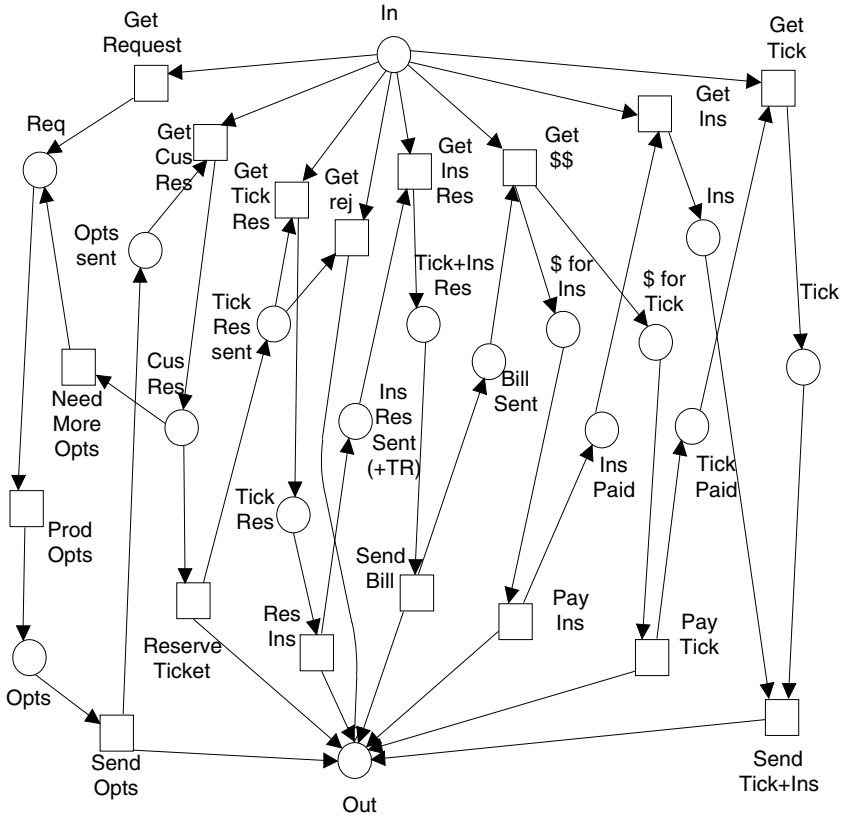 In
Get
Request
Get
Tick
Get
Ins
Req
Get
Cus
Res
Get
Tick
Res
Get
rej
Get
Ins
Res
Get
$$
Ins
Opts
sent
Tick+Ins
Res
$ for
Ins
$ for
Tick
Tick
Tick
Res
sent
Cus
Res
Need
More
Opts
Ins
Res
Sent
(+TR)
Bill
Sent
Ins
Paid
Tick
Paid
Tick
Res
Prod
Opts
Send
Bill
Res
Ins
Pay
Ins
Pay
Tick
Reserve
Ticket
Opts
Send
Opts
Send
Tick+Ins
Out